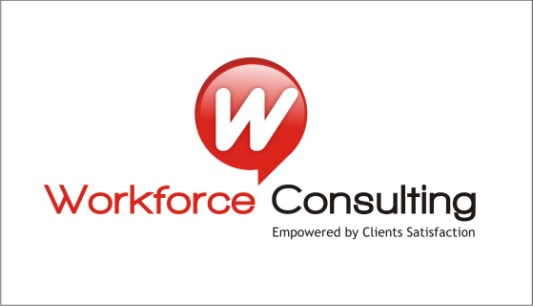 W
Workforce Consulting
Empowered by Clients Satisfaction